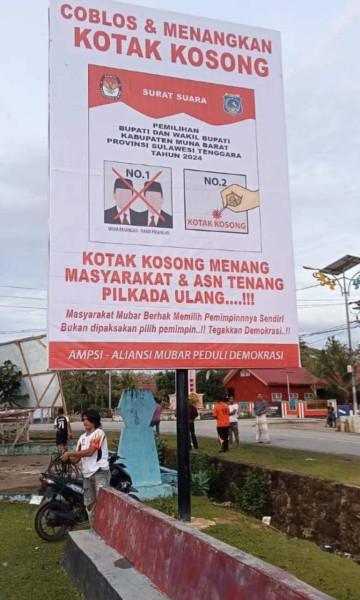 COBLOS & MENANGKAN
KOTAK KOSONG
SURAT SUARA
PEMILIHAN
BUPATI DAN WAKIL BUPATI
KABUPATEN MUNA BARAT
PROVINSI SULAWESI TENGGARA
TAHUN 2024
NO.1
NO.2
KOTAK KOSONG
KOTAK KOSONG MENANG
MASYARAKAT & ASN TENANG
PILKADA ULANG....!!!
Masyarakat Mubar Berhak Memilih Pemimpinnnya Sendiri
Bukan dipaksakan pilih pemimpin..!! Tegakkan Demokrasi..!!
AMPSI - ALIANSI MUBAR PEDULI DEMOKRASI